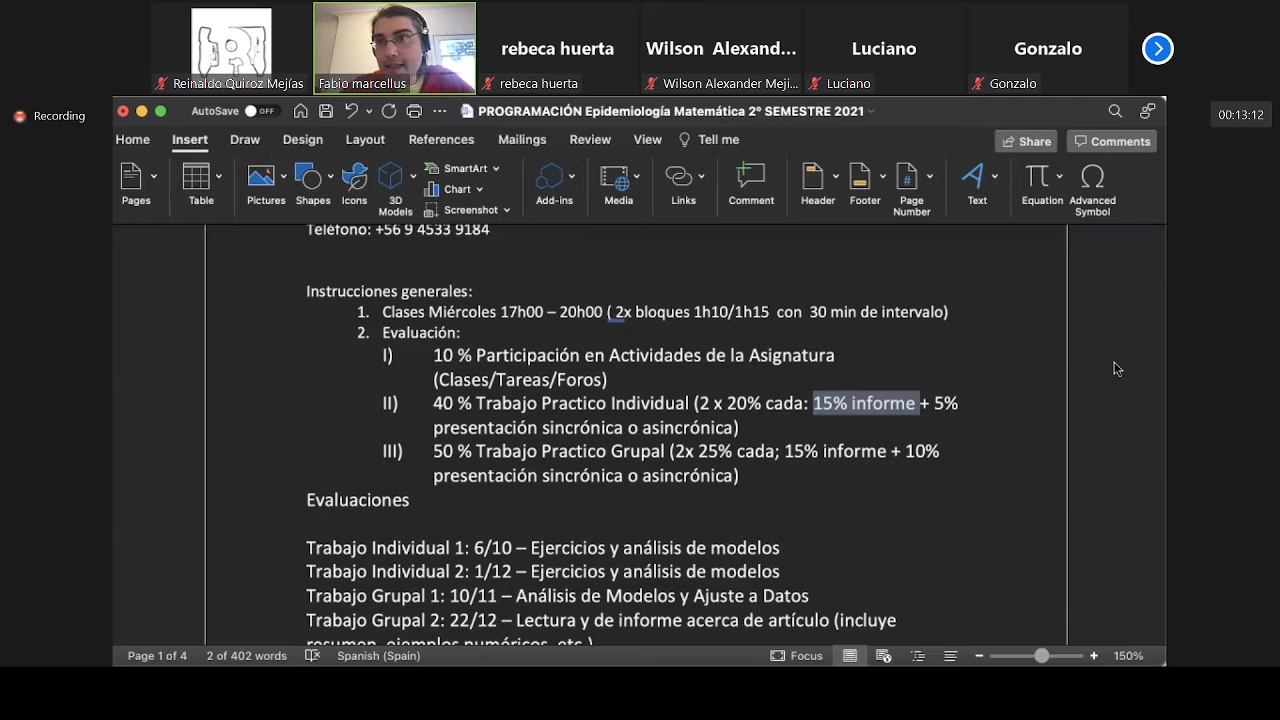 rebeca huerta
Wilson Alexand...
Luciano
Gonzalo
Reinaldo Quiroz Mejías
Fabio marcellus
rebeca huerta
Wilson Alexander Meji...
Luciano
Gonzalo
Recording
00:13:12
AutoSave OFF
PROGRAMACIÓN Epidemiología Matemática 2° SEMESTRE 2021
Home Insert Draw Design Layout References Mailings Review View Tell me
Share Comments
Pages
Table
Pictures
Shapes
Icons
3D
Models
SmartArt
Chart
Screenshot
Add-ins
Media
Links
Comment
Header
Footer
Page
Number
Text
Equation
Advanced
Symbol
Teléfono: +56 9 4533 9184
Instrucciones generales:
1. Clases Miércoles 17h00 – 20h00 ( 2x bloques 1h10/1h15 con 30 min de intervalo)
2. Evaluación:
I) 10 % Participación en Actividades de la Asignatura
(Clases/Tareas/Foros)
II) 40 % Trabajo Practico Individual (2 x 20% cada: 15% informe + 5%
presentación sincrónica o asincrónica)
III) 50 % Trabajo Practico Grupal (2x 25% cada; 15% informe + 10%
presentación sincrónica o asincrónica)
Evaluaciones
Trabajo Individual 1: 6/10 – Ejercicios y análisis de modelos
Trabajo Individual 2: 1/12 – Ejercicios y análisis de modelos
Trabajo Grupal 1: 10/11 – Análisis de Modelos y Ajuste a Datos
Trabajo Grupal 2: 22/12 – Lectura y de informe acerca de artículo (incluye
resumen, ejemplos numéricos, etc.)
Page 1 of 4 2 of 402 words Spanish (Spain) Focus 150%